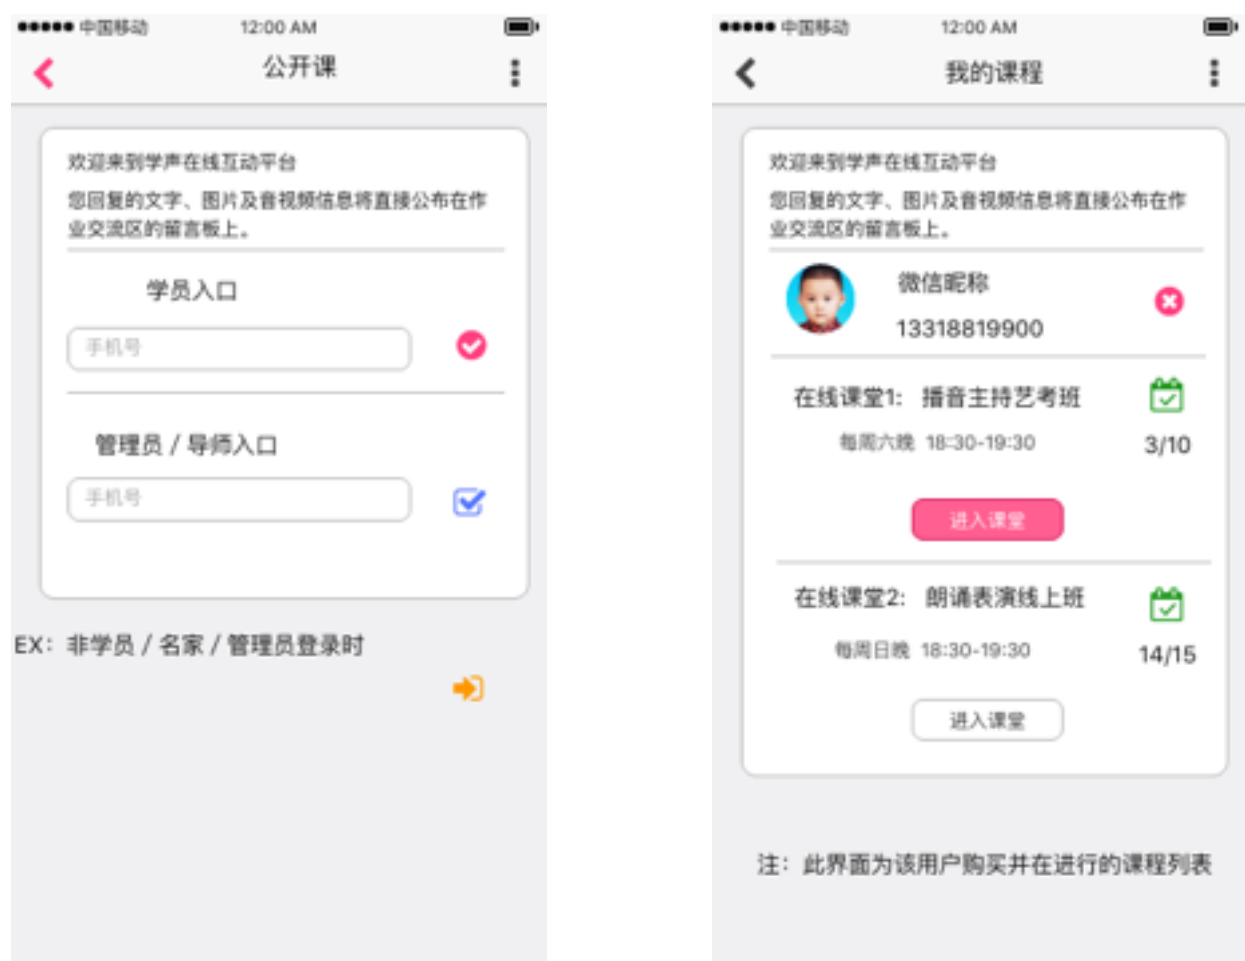 中国移动 12:00 AM
公开课
欢迎来到学声在线互动平台
您回复的文字、图片及音视频信息将直接公布在作
业交流区的留言板上。
学员入口
手机号
管理员 / 导师入口
手机号
EX：非学员 / 名家 / 管理员登录时
中国移动 12:00 AM
我的课程
欢迎来到学声在线互动平台
您回复的文字、图片及音视频信息将直接公布在作
业交流区的留言板上。
微信昵称
13318819900
在线课堂1： 播音主持艺考班
每周六晚 18:30-19:30 3/10
进入课堂
在线课堂2： 朗诵表演线上班
每周日晚 18:30-19:30 14/15
进入课堂
注：此界面为该用户购买并在进行的课程列表